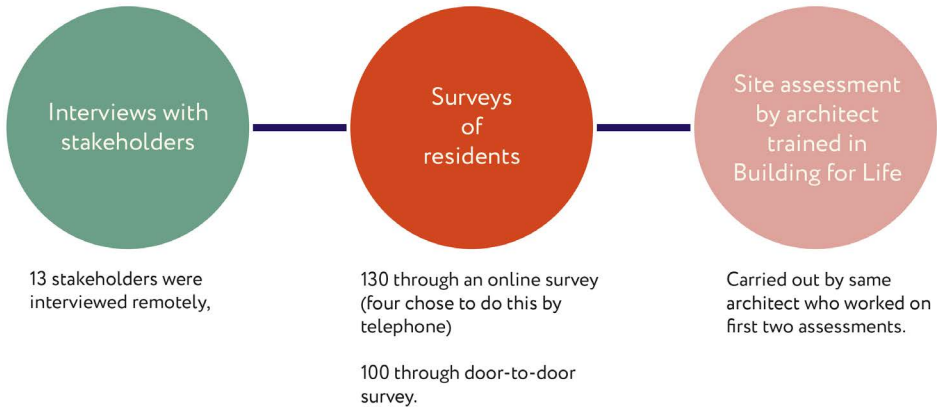 Interviews with
stakeholders
Surveys
of
residents
Site assessment
by architect
trained in
Building for Life
13 stakeholders were
interviewed remotely,
130 through an online survey
(four chose to do this by
telephone)
100 through door-to-door
survey.
Carried out by same
architect who worked on
first two assessments.